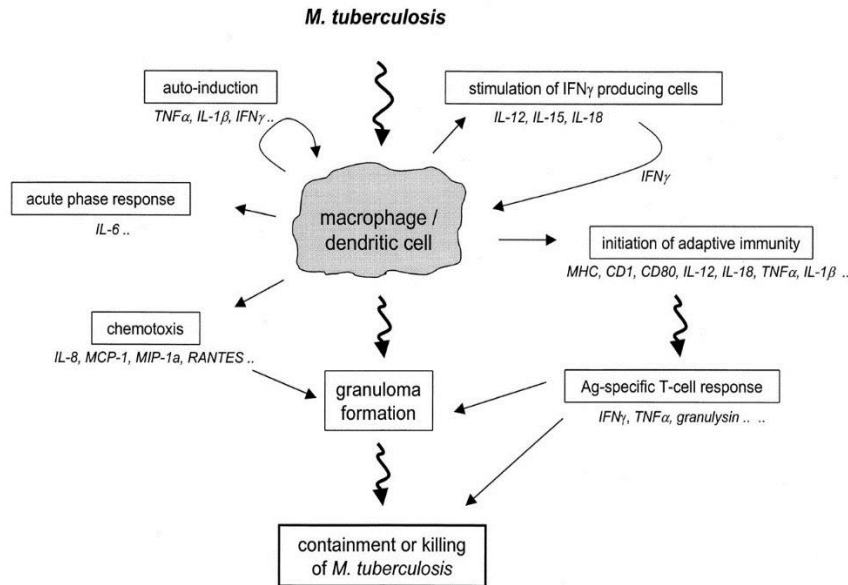 M. tuberculosis
auto-induction
TNFα, IL-1β, IFNγ ..
stimulation of IFNγ producing cells
IL-12, IL-15, IL-18
IFNγ
acute phase response
IL-6 ..
macrophage /
dendritic cell
initiation of adaptive immunity
MHC, CD1, CD80, IL-12, IL-18, TNFα, IL-1β ..
chemotoxis
IL-8, MCP-1, MIP-1a, RANTES ..
granuloma
formation
Ag-specific T-cell response
IFNγ, TNFα, granulysin .. ..
containment or killing
of M. tuberculosis